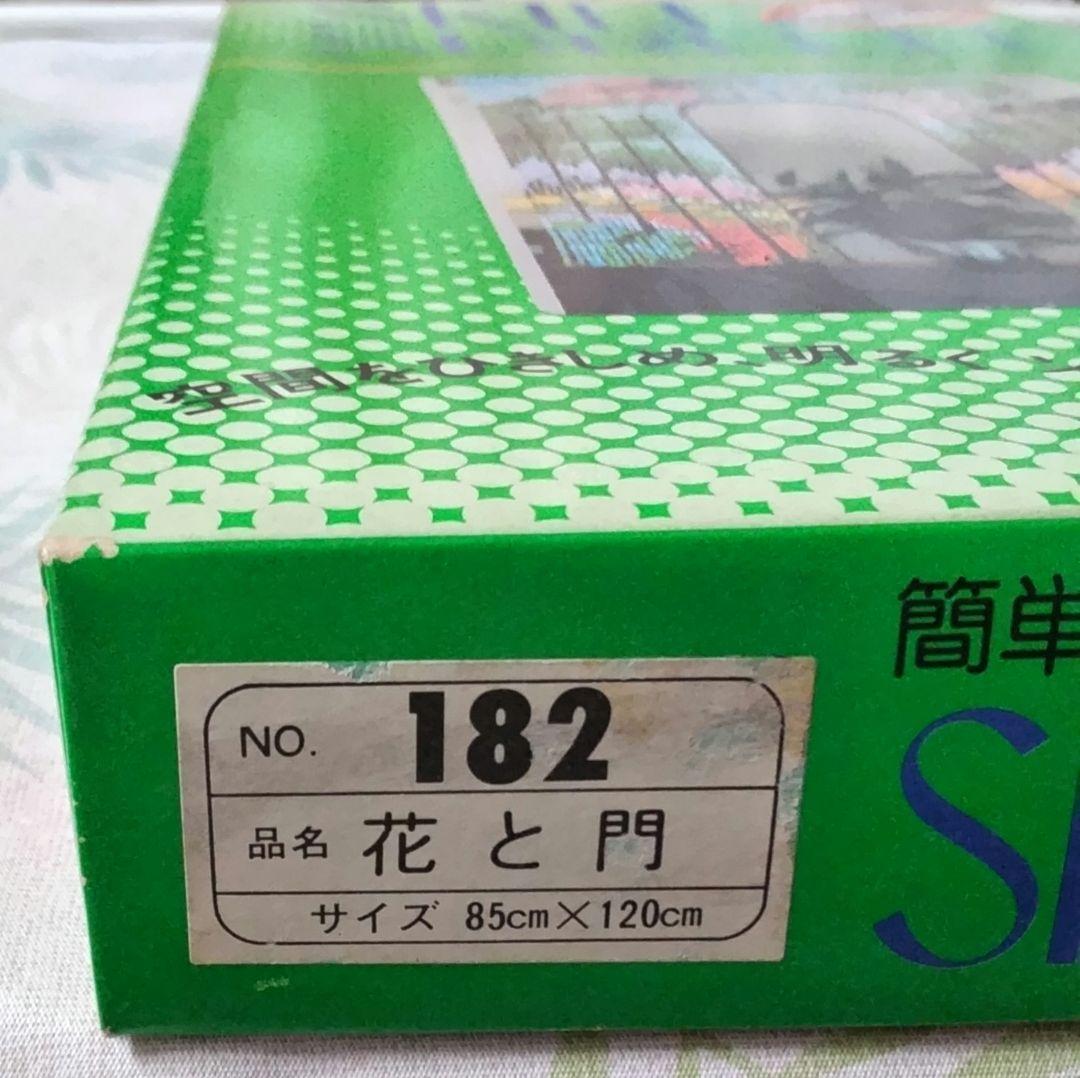 空間をひきしめ、明るく
簡単
NO. 182
品名 花と門
サイズ 85cm×120cm